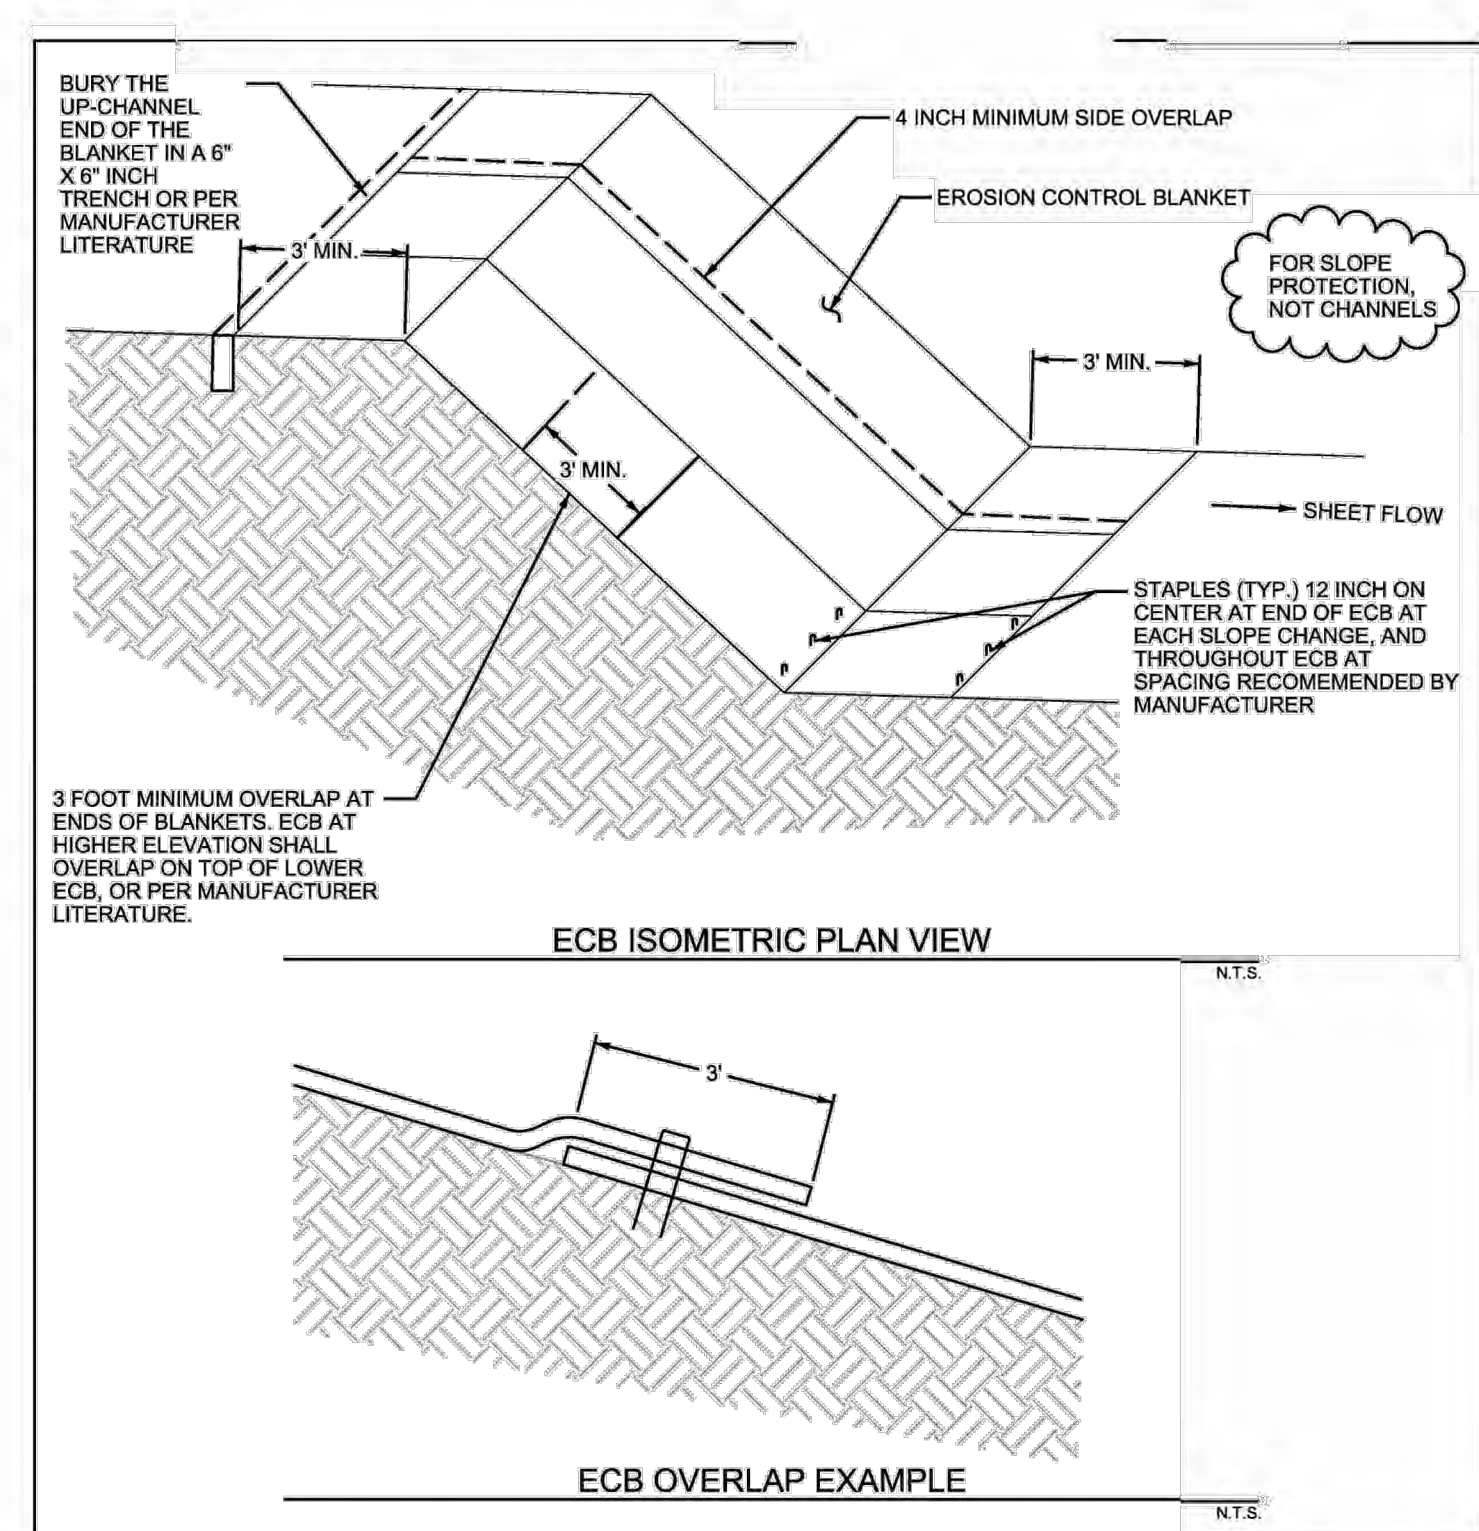 BURY THE
UP-CHANNEL
END OF THE
BLANKET IN A 6"
X 6" INCH
TRENCH OR PER
MANUFACTURER
LITERATURE
3' MIN.
4 INCH MINIMUM SIDE OVERLAP
EROSION CONTROL BLANKET
FOR SLOPE
PROTECTION,
NOT CHANNELS
3' MIN.
3' MIN.
SHEET FLOW
STAPLES (TYP.) 12 INCH ON
CENTER AT END OF ECB AT
EACH SLOPE CHANGE, AND
THROUGHOUT ECB AT
SPACING RECOMEMENDED BY
MANUFACTURER
3 FOOT MINIMUM OVERLAP AT
ENDS OF BLANKETS. ECB AT
HIGHER ELEVATION SHALL
OVERLAP ON TOP OF LOWER
ECB, OR PER MANUFACTURER
LITERATURE.
ECB ISOMETRIC PLAN VIEW
N.T.S.
3'
ECB OVERLAP EXAMPLE
N.T.S.